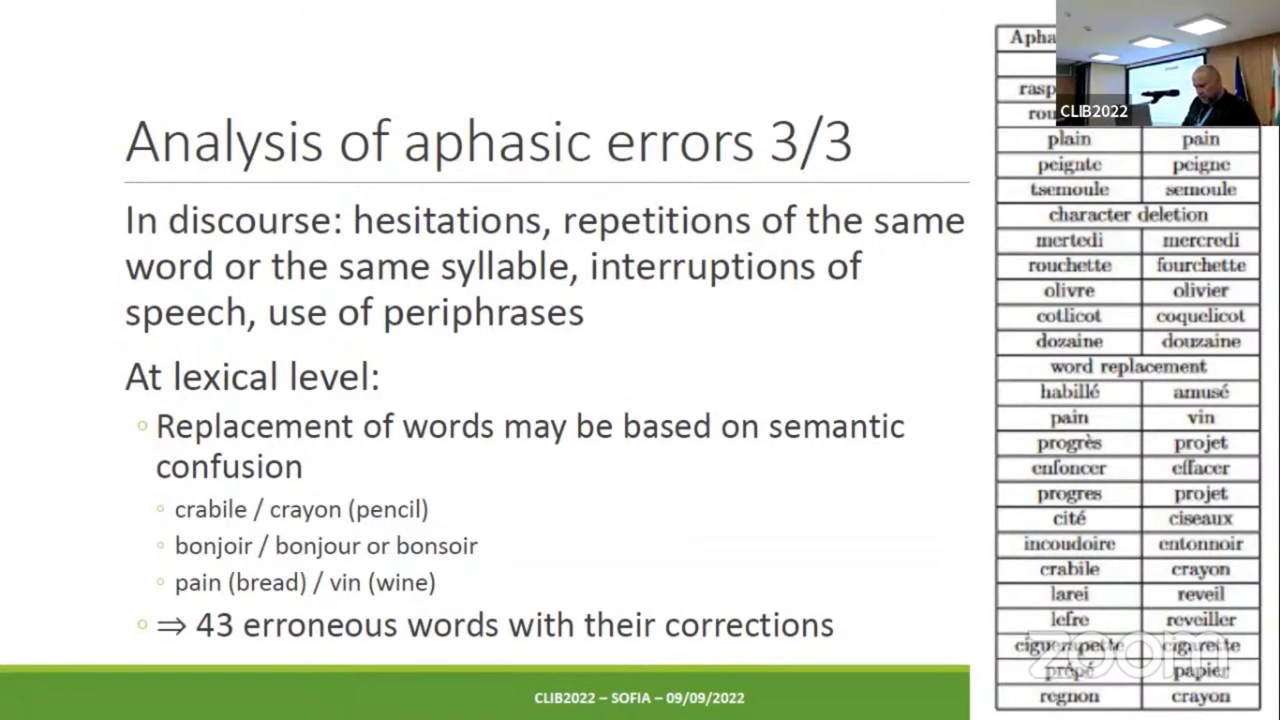 Analysis of aphasic errors 3/3
In discourse: hesitations, repetitions of the same
word or the same syllable, interruptions of
speech, use of periphrases
At lexical level:
Replacement of words may be based on semantic
confusion
crabile / crayon (pencil)
bonjoir / bonjour or bonsoir
pain (bread) / vin (wine)
⇒ 43 erroneous words with their corrections
CLIB2022 – SOFIA – 09/09/2022
CLIB2022
plain pain
peignte peigne
tsemoule semoule
character deletion
mertedi mercredi
rouchette fourchette
olivre olivier
cotlicot coquelicot
dozaine douzaine
word replacement
habillé amusé
pain vin
progrès projet
enfoncer effacer
progres projet
cité ciseaux
incoudoire entonnoir
crabile crayon
larei reveil
lefre reveiller
ciguempette cigarette
prépé papier
regnon crayon
zoom